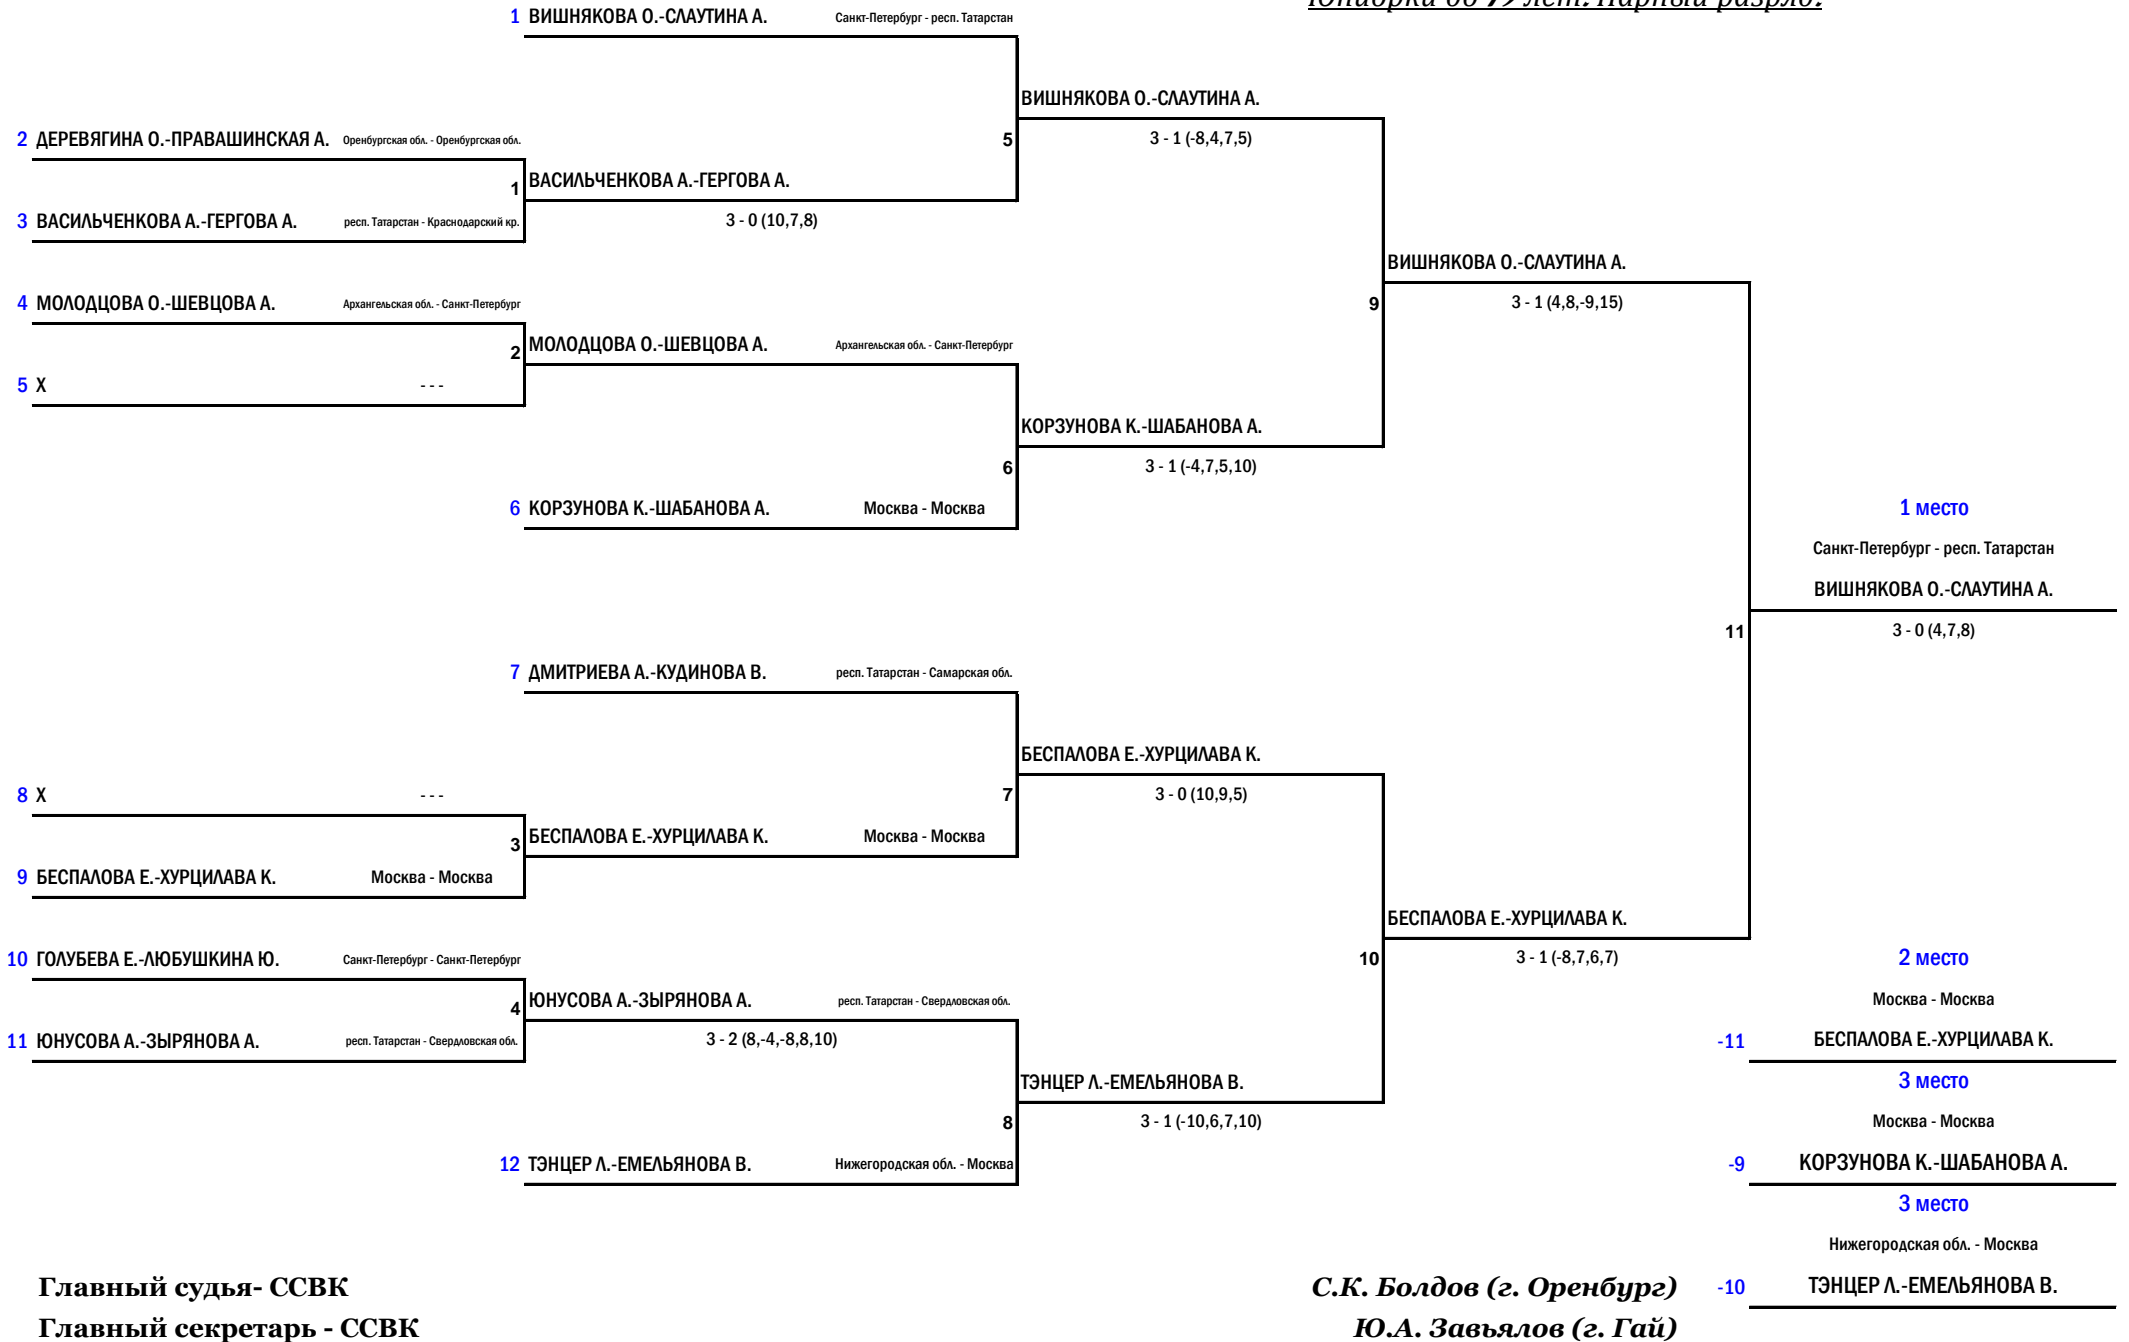 Юниорки до 19 лет. Парный разряд.
1 ВИШНЯКОВА О.-СЛАУТИНА А. Санкт-Петербург - респ. Татарстан
ВИШНЯКОВА О.-СЛАУТИНА А.
2 ДЕРЕВЯГИНА О.-ПРАВАШИНСКАЯ А. Оренбургская обл. - Оренбургская обл.
5
3 - 1 (-8,4,7,5)
1 ВАСИЛЬЧЕНКОВА А.-ГЕРГОВА А.
3 ВАСИЛЬЧЕНКОВА А.-ГЕРГОВА А. респ. Татарстан - Краснодарский кр.
3 - 0 (10,7,8)
ВИШНЯКОВА О.-СЛАУТИНА А.
4 МОЛОДЦОВА О.-ШЕВЦОВА А. Архангельская обл. - Санкт-Петербург
9
3 - 1 (4,8,-9,15)
2 МОЛОДЦОВА О.-ШЕВЦОВА А. Архангельская обл. - Санкт-Петербург
5 Х - - -
КОРЗУНОВА К.-ШАБАНОВА А.
6
3 - 1 (-4,7,5,10)
6 КОРЗУНОВА К.-ШАБАНОВА А. Москва - Москва
1 место
Санкт-Петербург - респ. Татарстан
ВИШНЯКОВА О.-СЛАУТИНА А.
11
3 - 0 (4,7,8)
7 ДМИТРИЕВА А.-КУДИНОВА В. респ. Татарстан - Самарская обл.
БЕСПАЛОВА Е.-ХУРЦИЛАВА К.
8 Х - - -
7
3 - 0 (10,9,5)
3 БЕСПАЛОВА Е.-ХУРЦИЛАВА К. Москва - Москва
9 БЕСПАЛОВА Е.-ХУРЦИЛАВА К. Москва - Москва
БЕСПАЛОВА Е.-ХУРЦИЛАВА К.
10 ГОЛУБЕВА Е.-ЛЮБУШКИНА Ю. Санкт-Петербург - Санкт-Петербург
10
3 - 1 (-8,7,6,7)
2 место
4 ЮНУСОВА А.-ЗЫРЯНОВА А. респ. Татарстан - Свердловская обл.
Москва - Москва
11 ЮНУСОВА А.-ЗЫРЯНОВА А. респ. Татарстан - Свердловская обл.
3 - 2 (8,-4,-8,8,10)
-11 БЕСПАЛОВА Е.-ХУРЦИЛАВА К.
ТЭНЦЕР Л.-ЕМЕЛЬЯНОВА В.
3 место
8
3 - 1 (-10,6,7,10)
Москва - Москва
12 ТЭНЦЕР Л.-ЕМЕЛЬЯНОВА В. Нижегородская обл. - Москва
-9 КОРЗУНОВА К.-ШАБАНОВА А.
3 место
Нижегородская обл. - Москва
Главный судья- ССВК
С.К. Болдов (г. Оренбург)
-10 ТЭНЦЕР Л.-ЕМЕЛЬЯНОВА В.
Главный секретарь - ССВК
Ю.А. Завьялов (г. Гай)